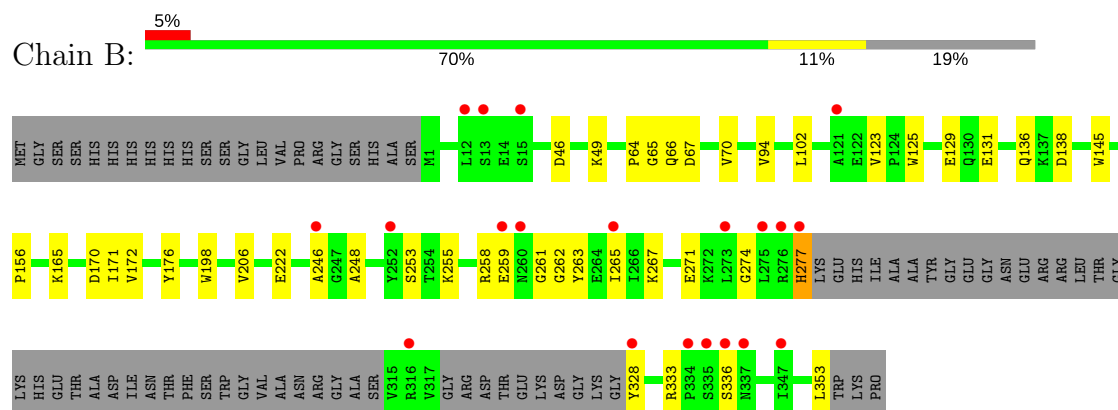 5%
Chain B:
70% 11% 19%
MET GLY SER SER HIS HIS HIS HIS HIS HIS SER SER GLY LEU VAL PRO ARG GLY SER HIS ALA SER M1 L12 S13 E14 S15 D46 K49 P64 G65 Q66 D67 V70 V94 L102 A121 E122 V123 P124 W125 E129 Q130 E131 Q136 K137 D138 W145
P156 K165 D170 I171 V172 Y176 W198 V206 E222 A246 G247 A248 Y252 S253 T254 K255 R258 E259 N260 G261 G262 Y263 E264 I265 I266 K267 E271 K272 L273 G274 L275 R276 H277 LYS GLU HIS ILE ALA ALA TYR GLY GLU GLY ASN GLU ARG ARG LEU THR GLY
LYS HIS GLU THR ALA ASP ILE ASN THR PHE SER TRP GLY VAL ALA ASN ARG GLY ALA SER V315 R316 V317 GLY ARG ASP THR GLU LYS ASP GLY LYS GLY Y328 R333 P334 S335 S336 N337 I347 L353 TRP LYS PRO